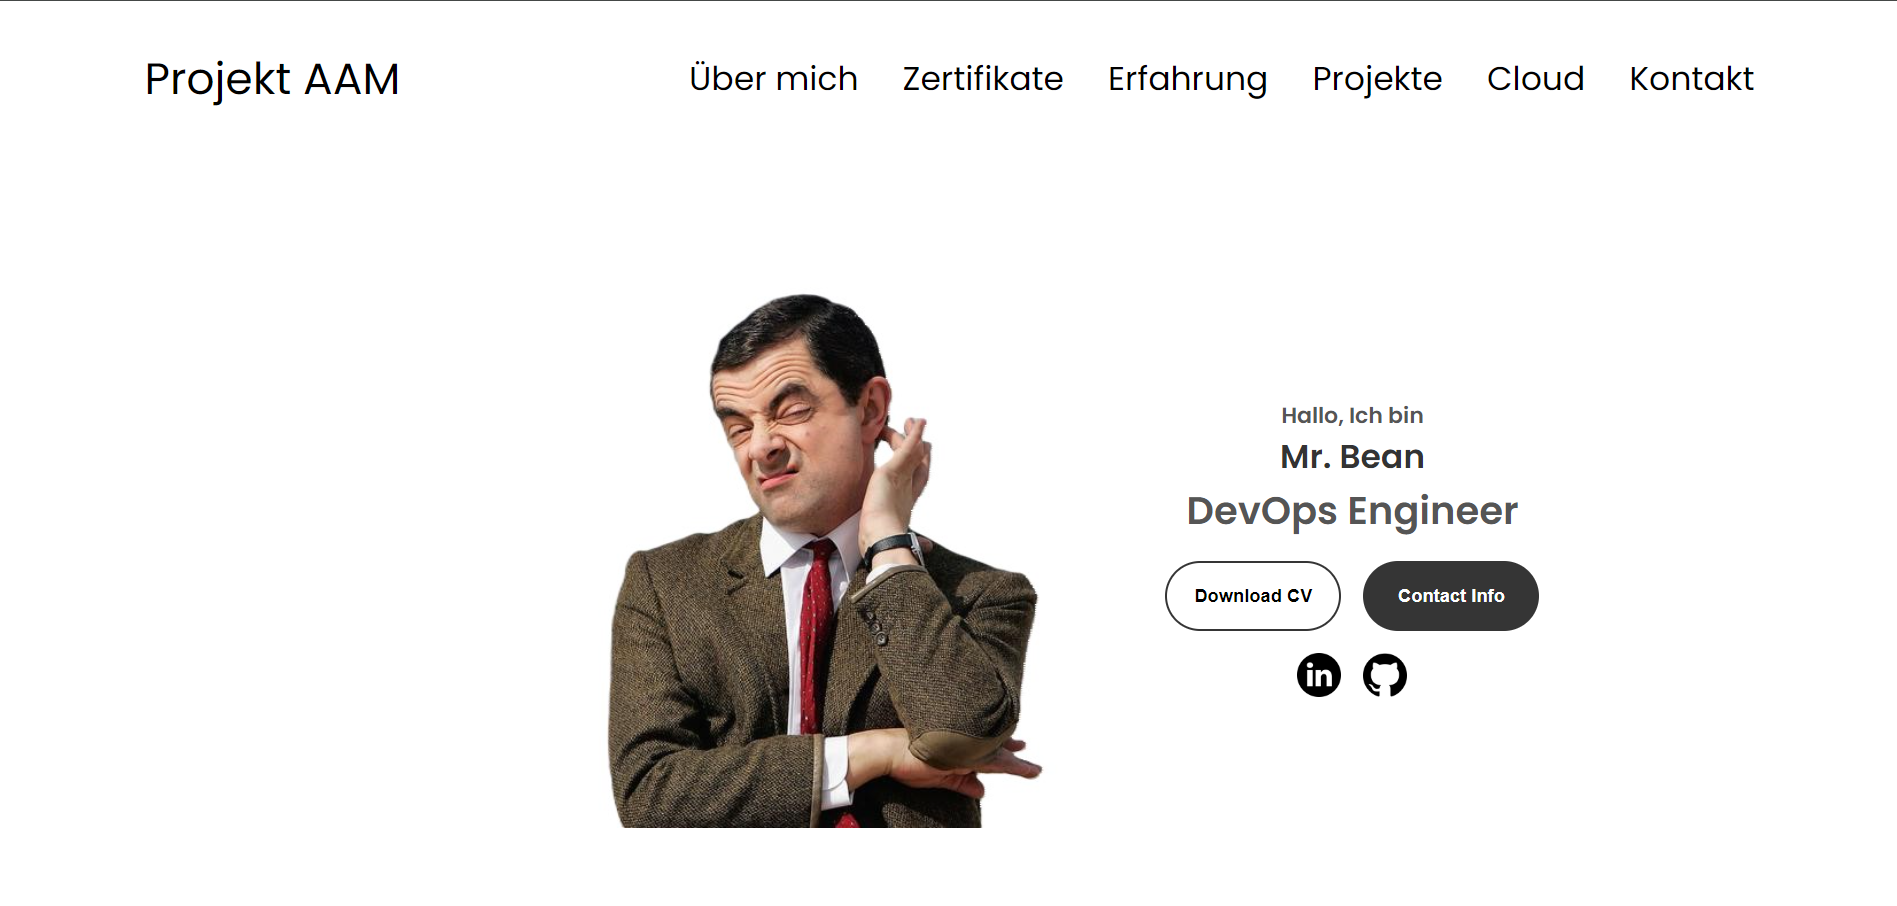 Projekt AAM Über mich Zertifikate Erfahrung Projekte Cloud Kontakt
Hallo, Ich bin
Mr. Bean
DevOps Engineer
Download CV Contact Info
in